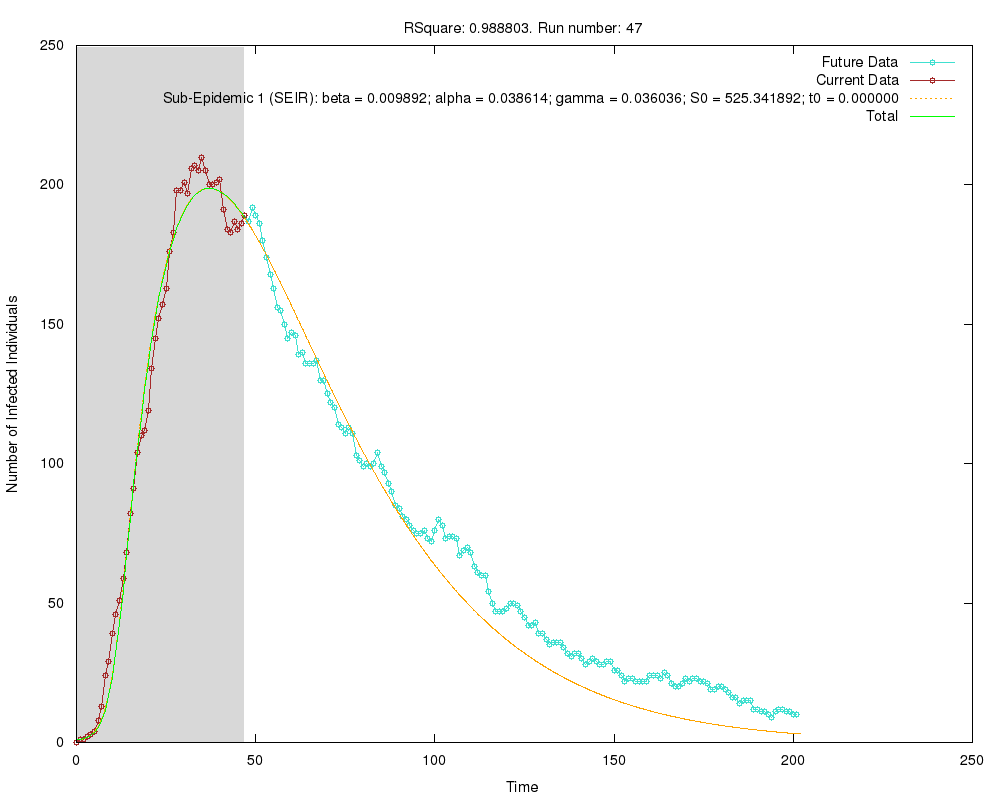 RSquare: 0.988803. Run number: 47
250
200
150
100
50
0
Number of Infected Individuals
Future Data
Current Data
Sub-Epidemic 1 (SEIR): beta = 0.009892; alpha = 0.038614; gamma = 0.036036; S0 = 525.341892; t0 = 0.000000
Total
0 50 100 150 200 250
Time